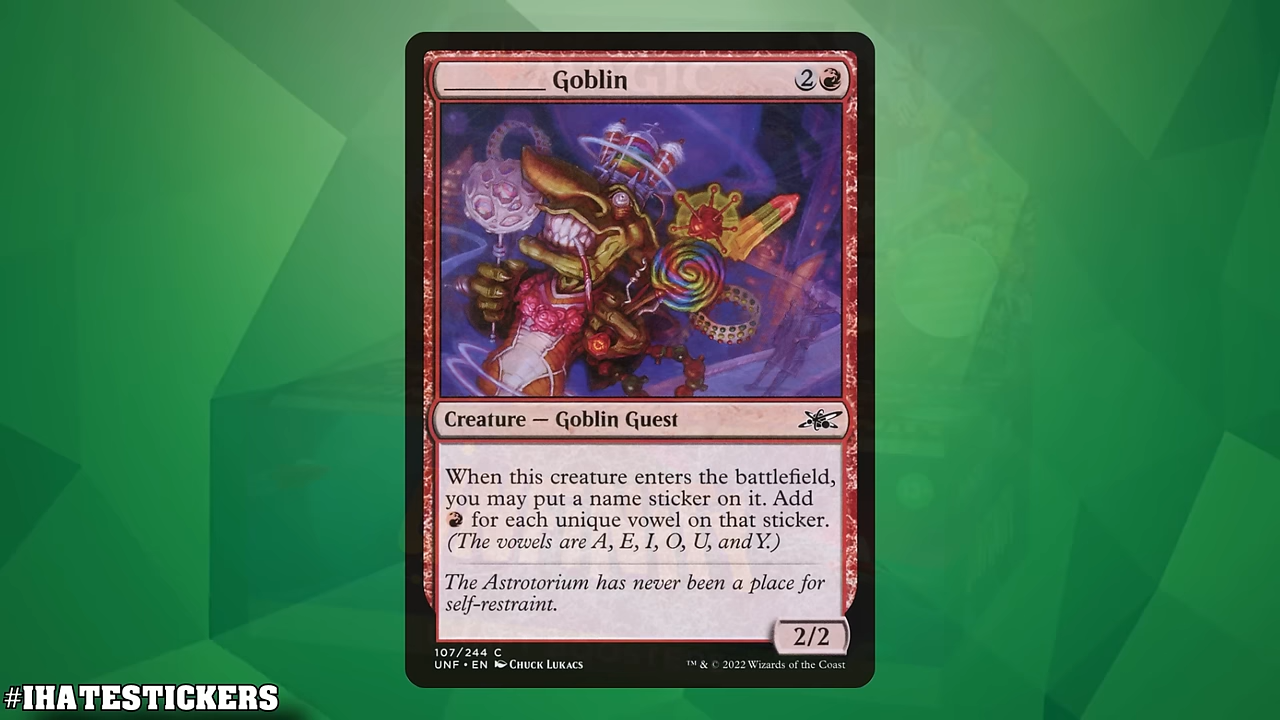 ________ Goblin 2
Creature — Goblin Guest
When this creature enters the battlefield,
you may put a name sticker on it. Add
for each unique vowel on that sticker.
(The vowels are A, E, I, O, U, and Y.)
The Astrotorium has never been a place for
self-restraint.
2/2
107/244 C
UNF • EN CHUCK LUKACS ™ & © 2022 Wizards of the Coast
#IHATESTICKERS